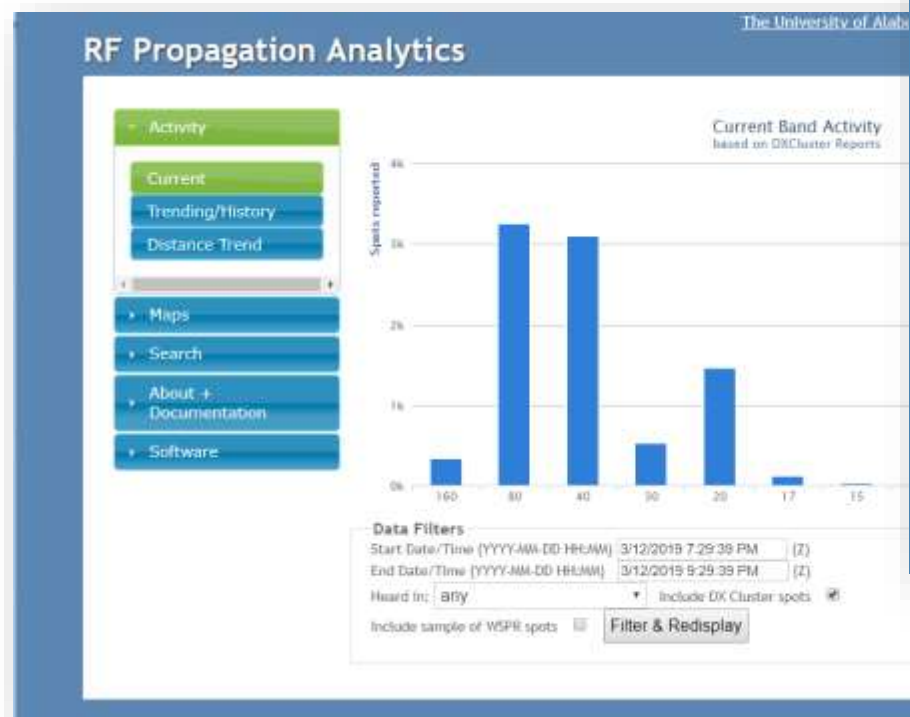 The University of Alab
RF Propagation Analytics
Activity
Current
Trending/History
Distance Trend
Maps
Search
About +
Documentation
Software
Current Band Activity
based on DXCluster Reports
Spots reported
4k
3k
2k
1k
0k
160
80
40
30
20
17
15
Data Filters
Start Date/Time (YYYY-MM-DD HH:MM) 3/12/2019 7:29:39 PM (Z)
End Date/Time (YYYY-MM-DD HH:MM) 3/12/2019 9:29:39 PM (Z)
Heard In: any Include DX Cluster spots
Include sample of WSPR spots Filter & Redisplay